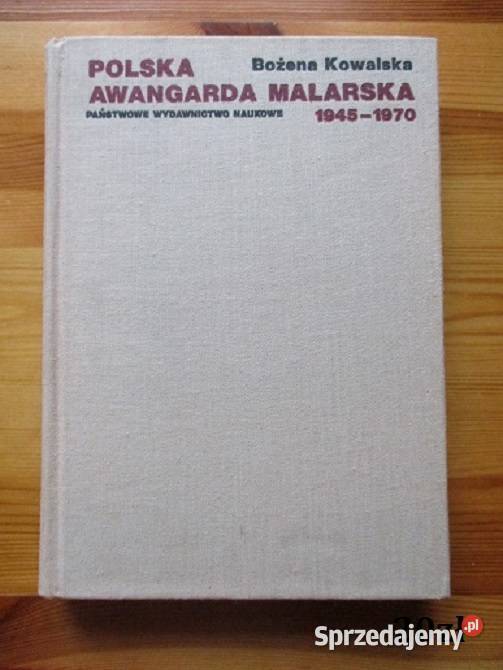 POLSKA Bożena Kowalska
AWANGARDA MALARSKA
PAŃSTWOWE WYDAWNICTWO NAUKOWE 1945–1970
Sprzedajemy.pl